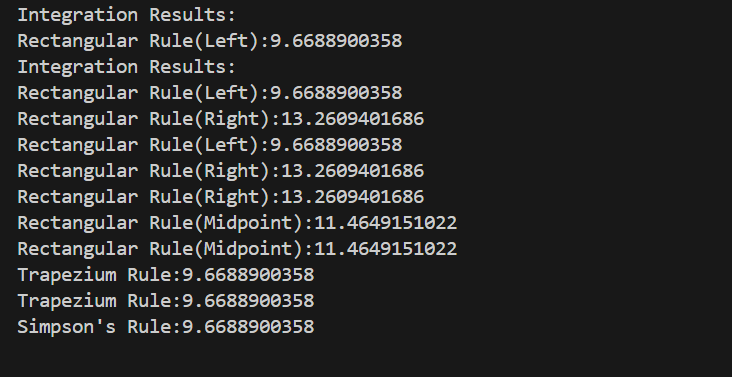 Integration Results:
Rectangular Rule(Left):9.6688900358
Integration Results:
Rectangular Rule(Left):9.6688900358
Rectangular Rule(Right):13.2609401686
Rectangular Rule(Left):9.6688900358
Rectangular Rule(Right):13.2609401686
Rectangular Rule(Right):13.2609401686
Rectangular Rule(Midpoint):11.4649151022
Rectangular Rule(Midpoint):11.4649151022
Trapezium Rule:9.6688900358
Trapezium Rule:9.6688900358
Simpson's Rule:9.6688900358